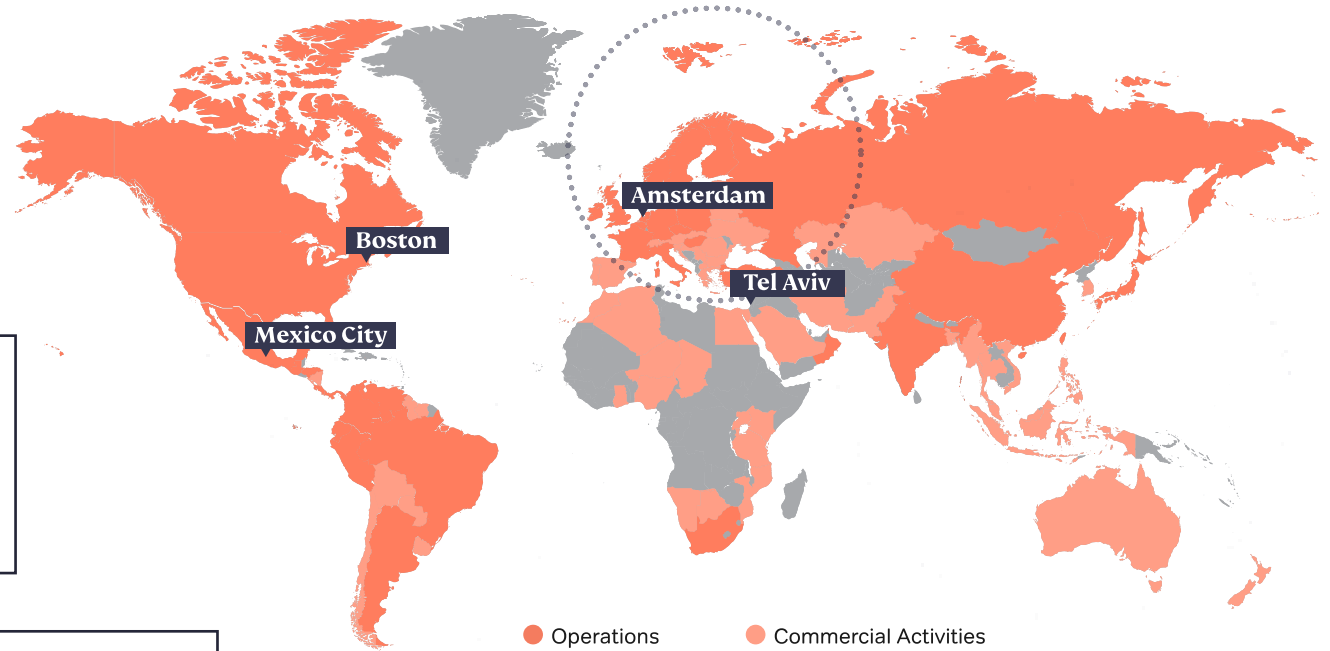 Amsterdam
Boston
Tel Aviv
Mexico City
Operations
Commercial Activities